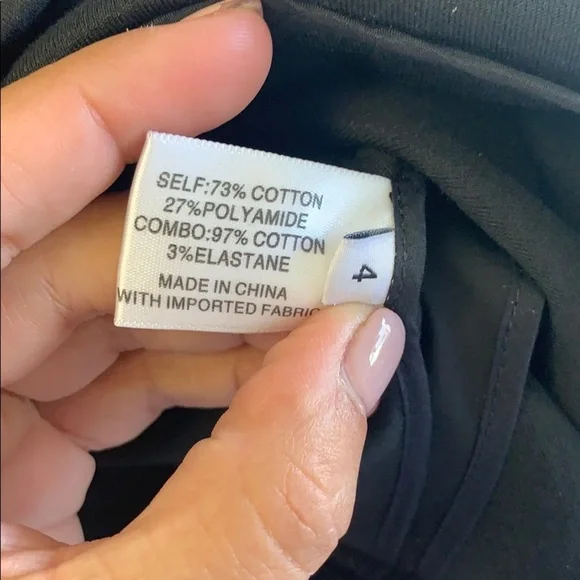 SELF:73% COTTON
27%POLYAMIDE
COMBO:97% COTTON
3%ELASTANE
MADE IN CHINA
WITH IMPORTED FABRIC
4